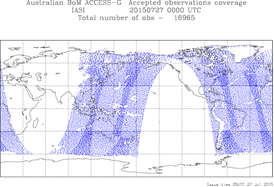 Australian BoM ACCESS-G Accepted observations coverage
IASI 20150727 0000 UTC
Total number of obs = 16965
Issue time 05UTC 27 Jul 2015